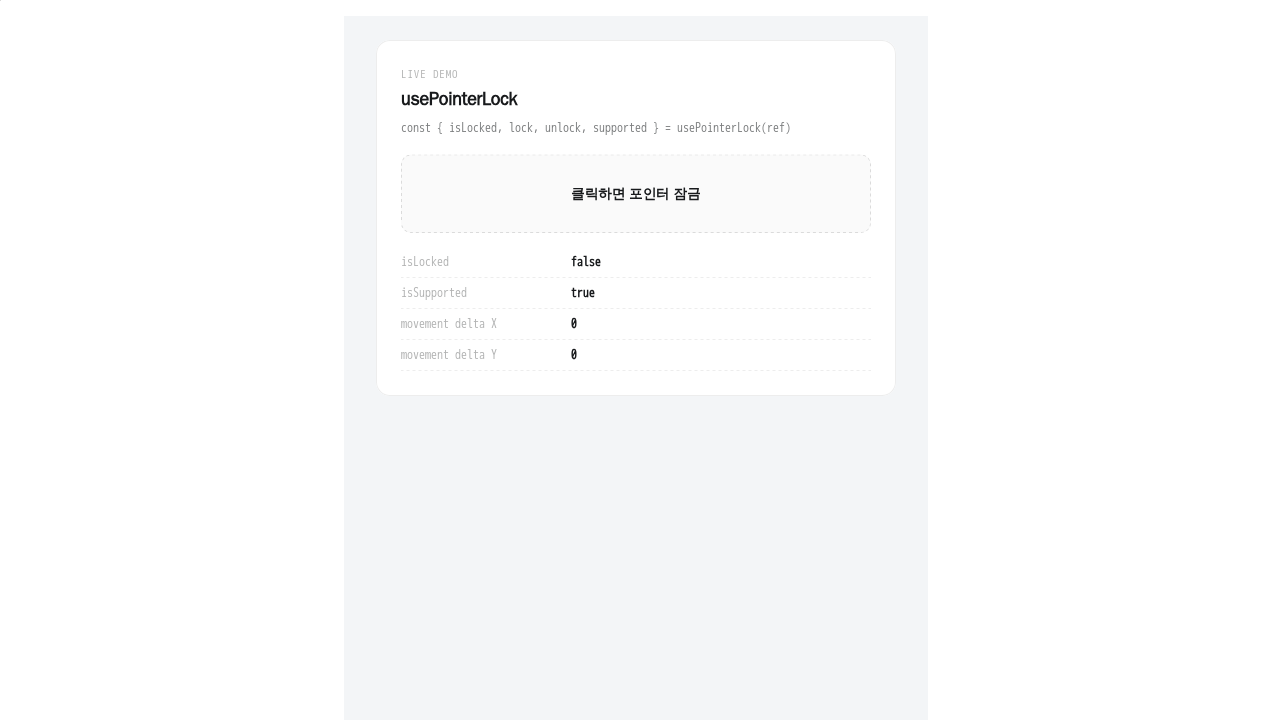 LIVE DEMO
usePointerLock
const { isLocked, lock, unlock, supported } = usePointerLock(ref)
클릭하면 포인터 잠금
isLocked false
isSupported true
movement delta X 0
movement delta Y 0